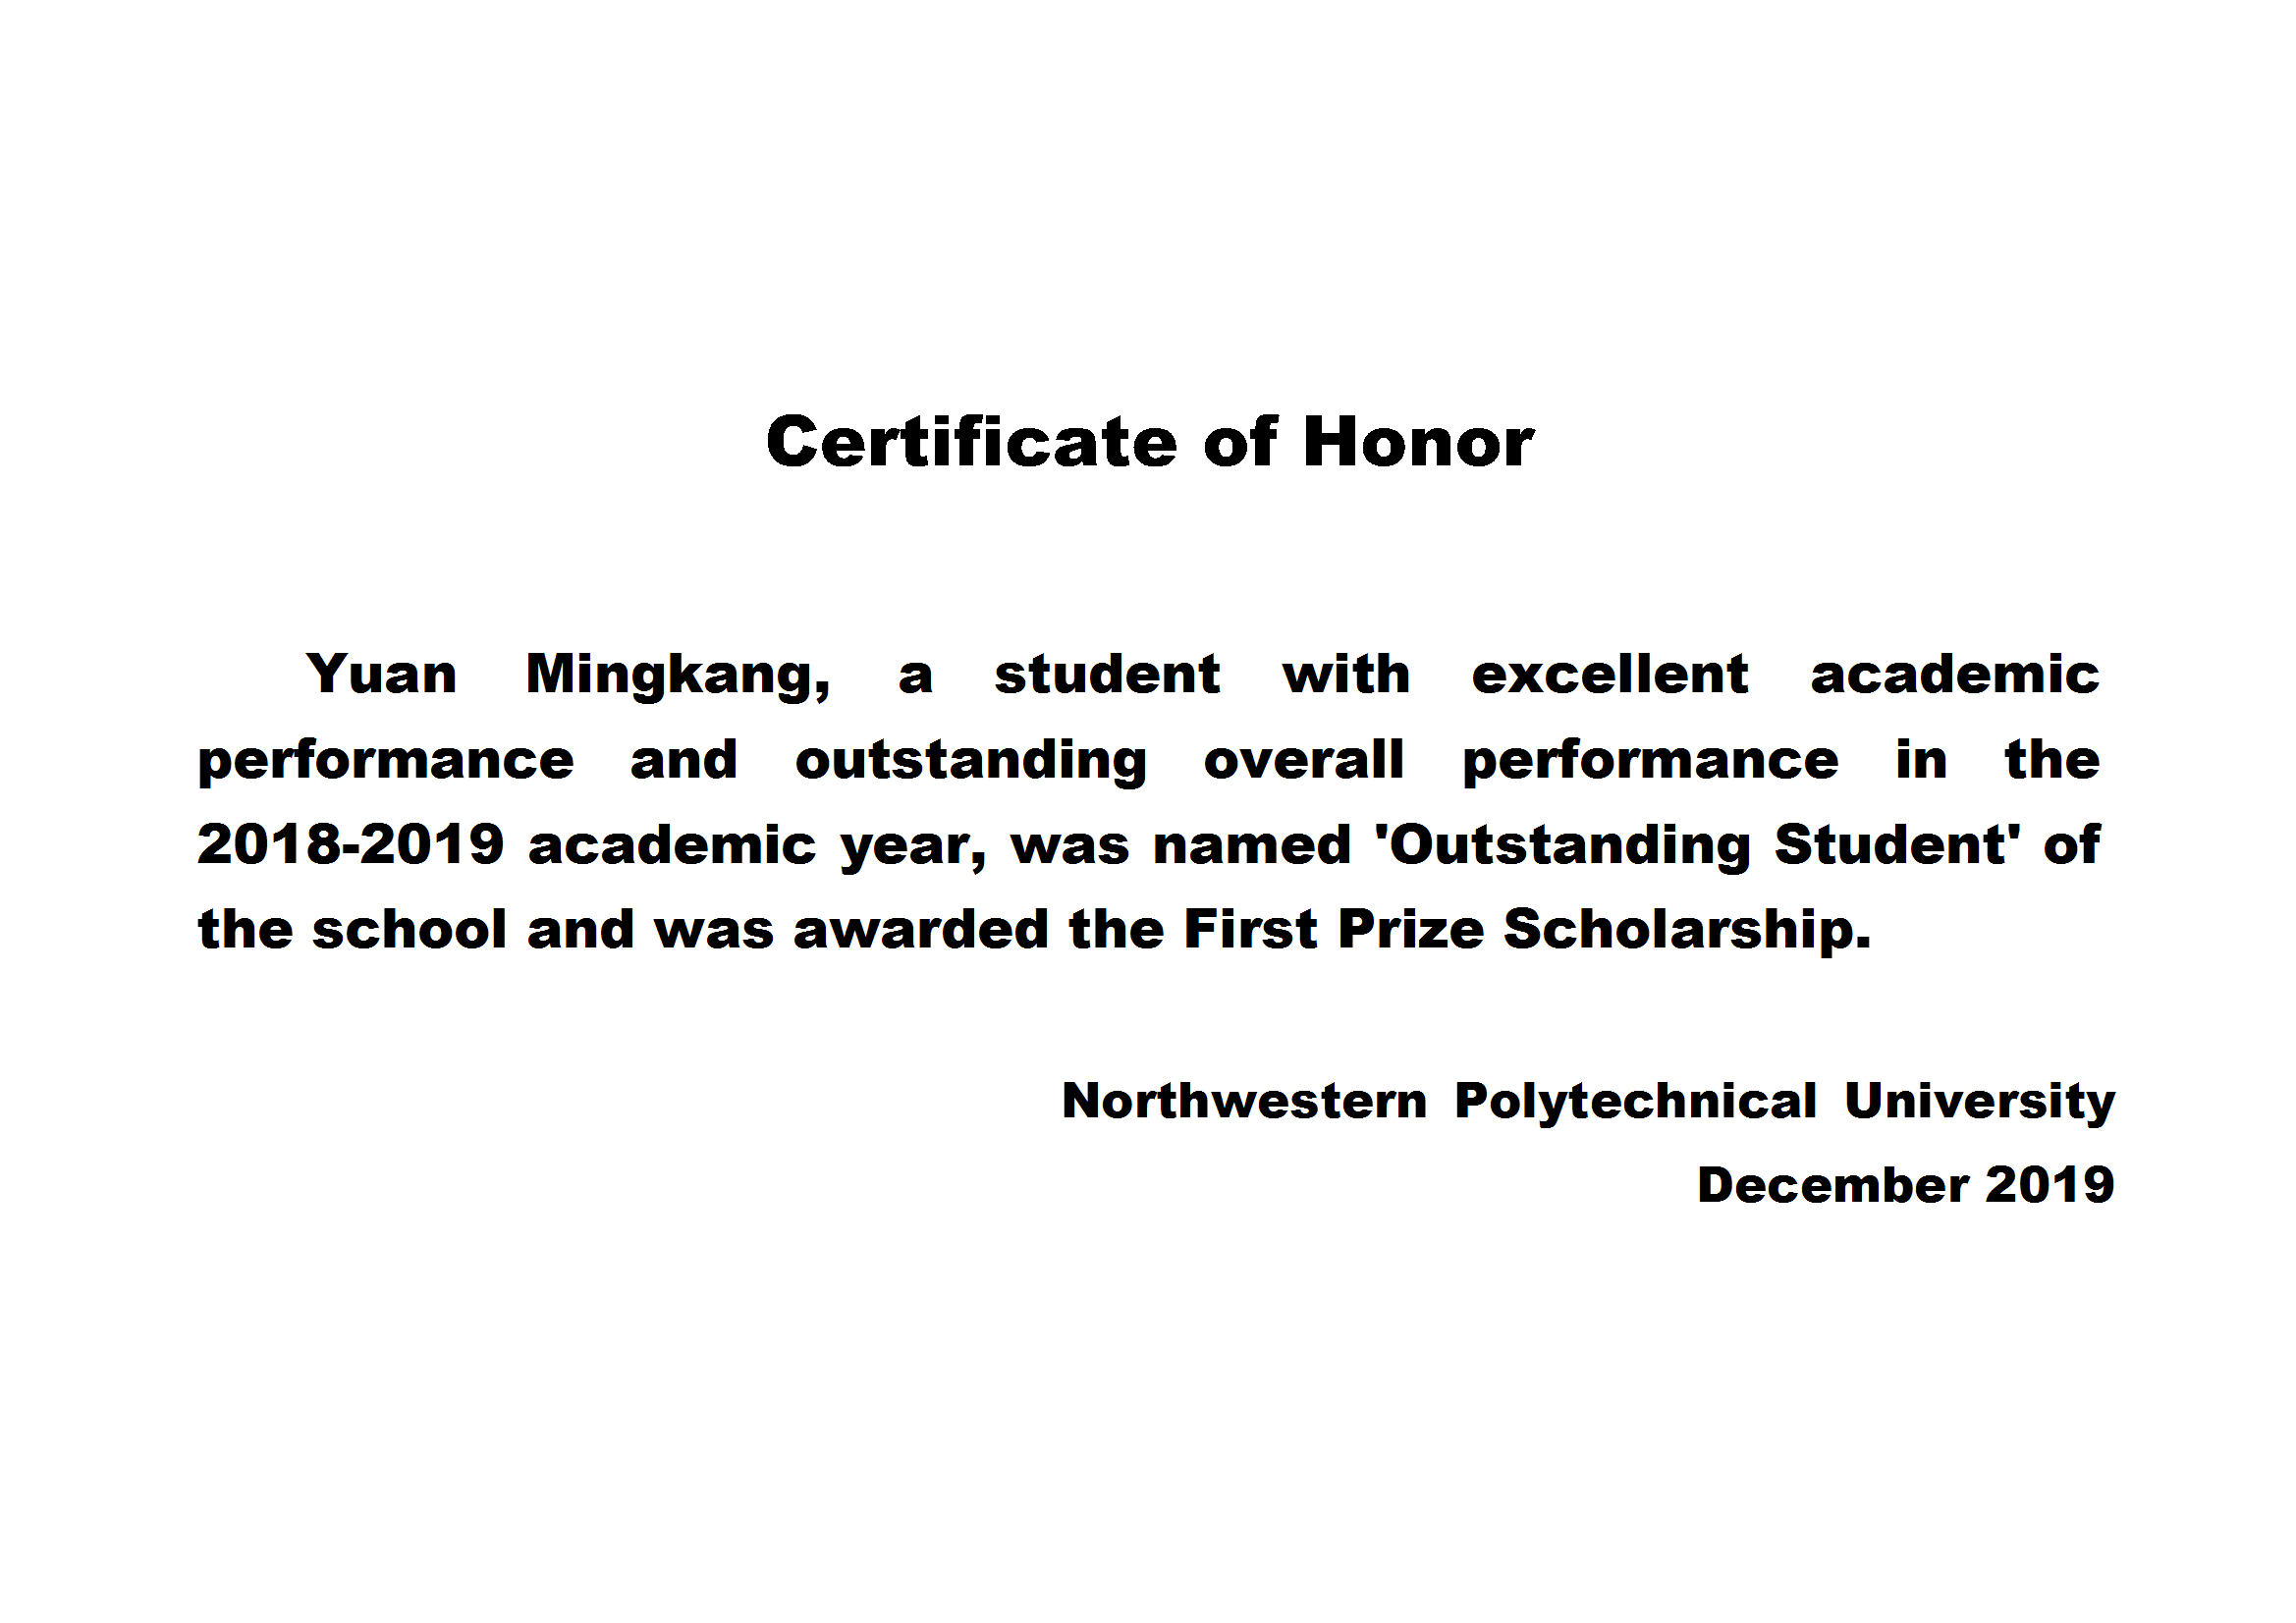 Certificate of Honor
Yuan Mingkang, a student with excellent academic
performance and outstanding overall performance in the
2018-2019 academic year, was named 'Outstanding Student' of
the school and was awarded the First Prize Scholarship.
Northwestern Polytechnical University
December 2019